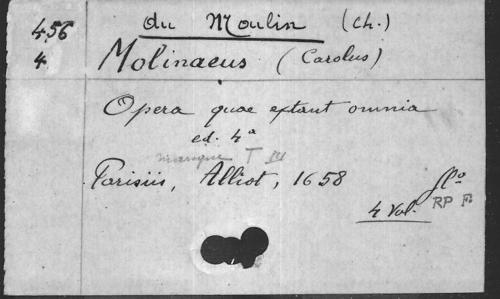 du Moulin (Ch.)
456
4 Molinaeus (Carolus)
Opera quae extant omnia
ed. 4a
manque T III
Parisiis, Alliot, 1658
flo
4 Vol. RP F.